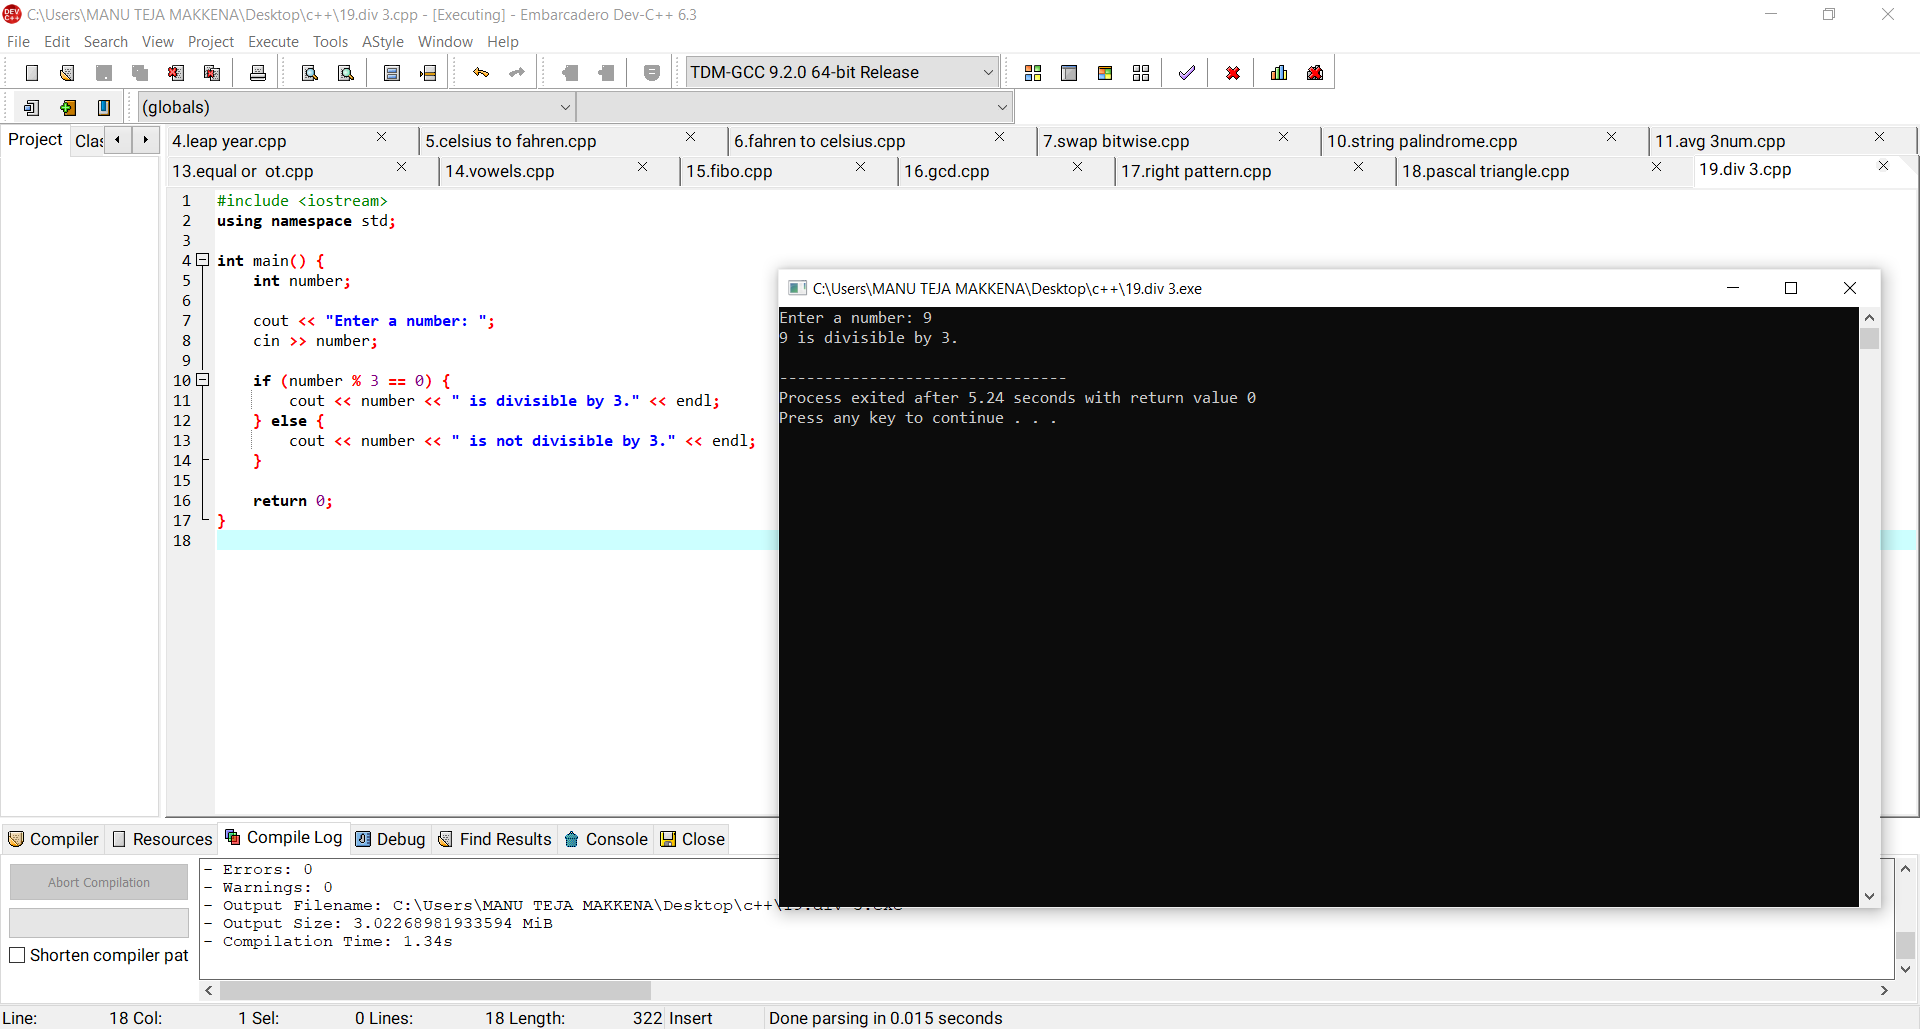 C:\Users\MANU TEJA MAKKENA\Desktop\c++\19.div 3.cpp - [Executing] - Embarcadero Dev-C++ 6.3
File Edit Search View Project Execute Tools AStyle Window Help
TDM-GCC 9.2.0 64-bit Release
(globals)
Project Clas 4.leap year.cpp 5.celsius to fahren.cpp 6.fahren to celsius.cpp 7.swap bitwise.cpp 10.string palindrome.cpp 11.avg 3num.cpp
13.equal or ot.cpp 14.vowels.cpp 15.fibo.cpp 16.gcd.cpp 17.right pattern.cpp 18.pascal triangle.cpp 19.div 3.cpp
1 #include <iostream>
2 using namespace std;
3
4 int main() {
5 int number;
6
7 cout << "Enter a number: ";
8 cin >> number;
9
10 if (number % 3 == 0) {
11 cout << number << " is divisible by 3." << endl;
12 } else {
13 cout << number << " is not divisible by 3." << endl;
14 }
15
16 return 0;
17 }
18
C:\Users\MANU TEJA MAKKENA\Desktop\c++\19.div 3.exe
Enter a number: 9
9 is divisible by 3.
--------------------------------
Process exited after 5.24 seconds with return value 0
Press any key to continue . . .
Compiler Resources Compile Log Debug Find Results Console Close
Abort Compilation
Shorten compiler pat
- Errors: 0
- Warnings: 0
- Output Filename: C:\Users\MANU TEJA MAKKENA\Desktop\c++\
- Output Size: 3.02268981933594 MiB
- Compilation Time: 1.34s
Line: 18 Col: 1 Sel: 0 Lines: 18 Length: 322 Insert Done parsing in 0.015 seconds